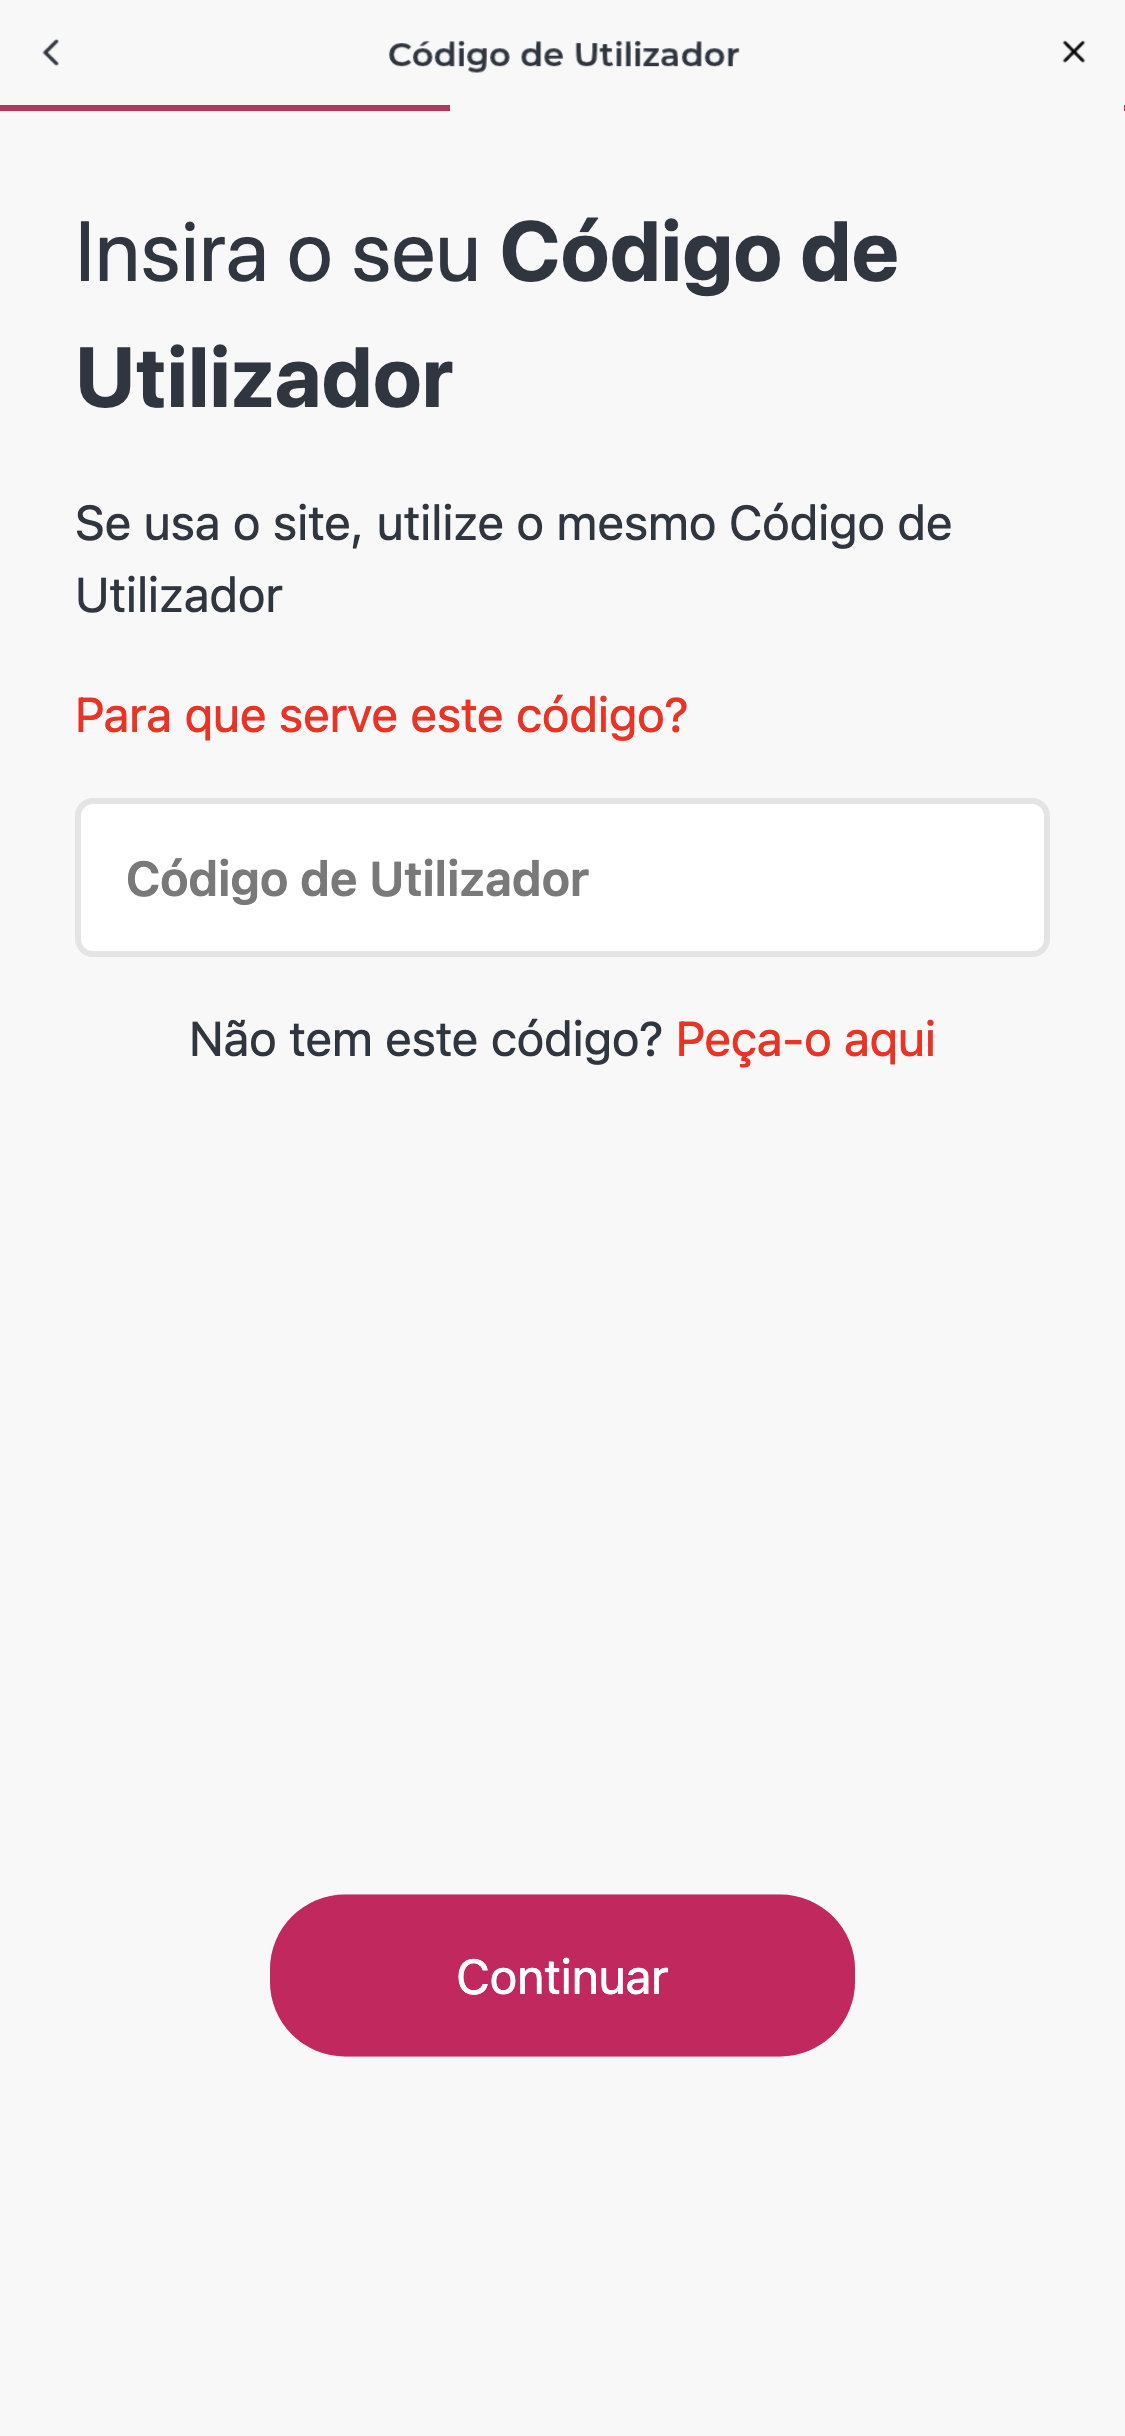 Código de Utilizador
Insira o seu Código de
Utilizador
Se usa o site, utilize o mesmo Código de
Utilizador
Para que serve este código?
Código de Utilizador
Não tem este código? Peça-o aqui
Continuar